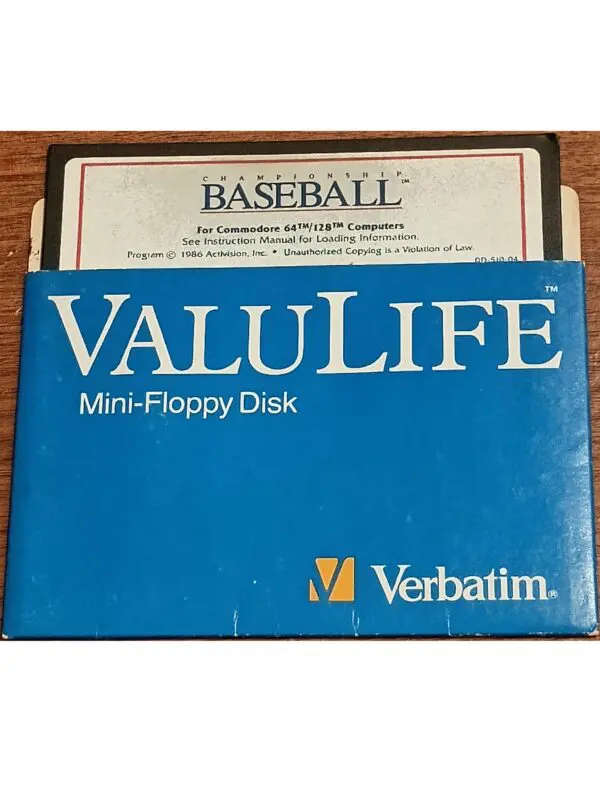 CHAMPIONSHIP
BASEBALL™
For Commodore 64™/128™ Computers
See Instruction Manual for Loading Information.
Program © 1986 Activision, Inc. • Unauthorized Copying is a Violation of Law.
VALULIFE™
Mini-Floppy Disk
Verbatim®